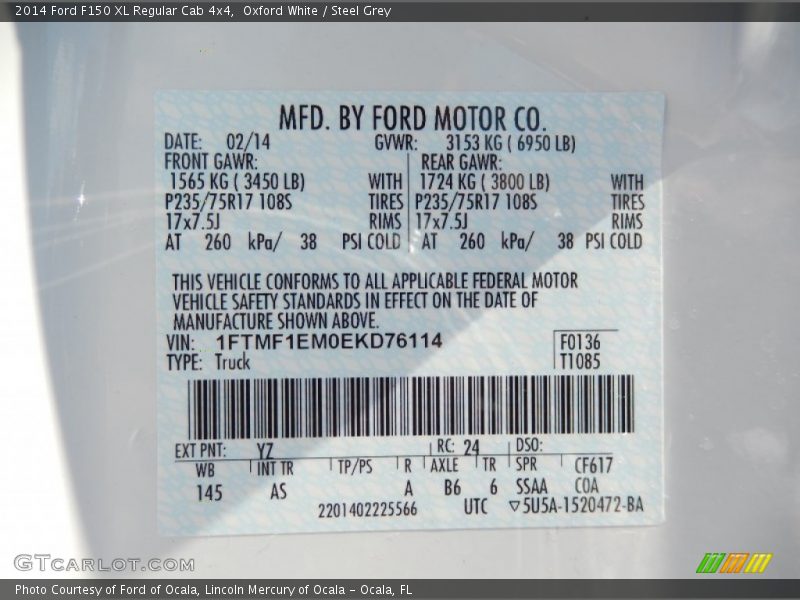 2014 Ford F150 XL Regular Cab 4x4,  Oxford White / Steel Grey
MFD. BY FORD MOTOR CO.
DATE: 02/14 GVWR: 3153 KG ( 6950 LB)
FRONT GAWR: REAR GAWR:
1565 KG ( 3450 LB) WITH 1724 KG ( 3800 LB) WITH
P235/75R17 108S TIRES P235/75R17 108S TIRES
17x7.5J RIMS 17x7.5J RIMS
AT 260 kPa/ 38 PSI COLD AT 260 kPa/ 38 PSI COLD
THIS VEHICLE CONFORMS TO ALL APPLICABLE FEDERAL MOTOR
VEHICLE SAFETY STANDARDS IN EFFECT ON THE DATE OF
MANUFACTURE SHOWN ABOVE.
VIN: 1FTMF1EM0EKD76114 F0136
TYPE: Truck T1085
EXT PNT: YZ RC: 24 DSO:
WB INT TR TP/PS R AXLE TR SPR CF617
145 AS A B6 6 SSAA COA
2201402225566 UTC ▽5U5A-1520472-BA
GTCARLOT.COM
Photo Courtesy of Ford of Ocala, Lincoln Mercury of Ocala - Ocala, FL